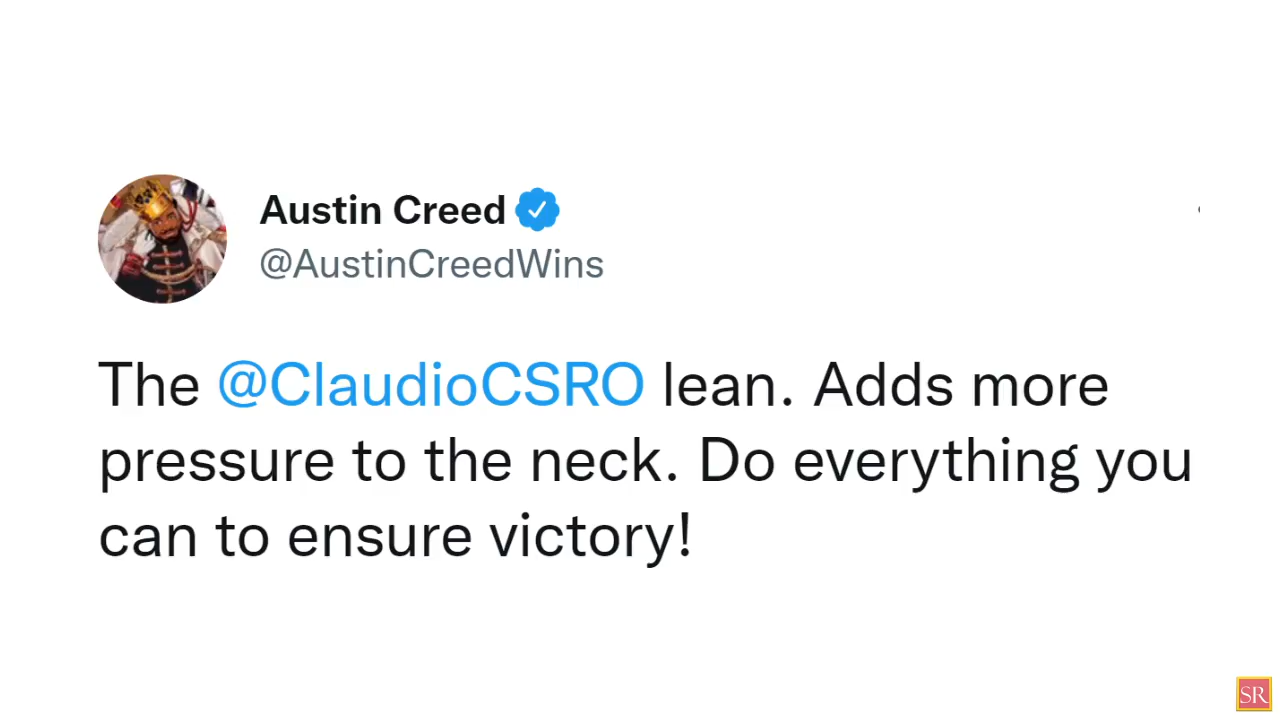 Austin Creed
@AustinCreedWins
The @ClaudioCSRO lean. Adds more
pressure to the neck. Do everything you
can to ensure victory!
SR